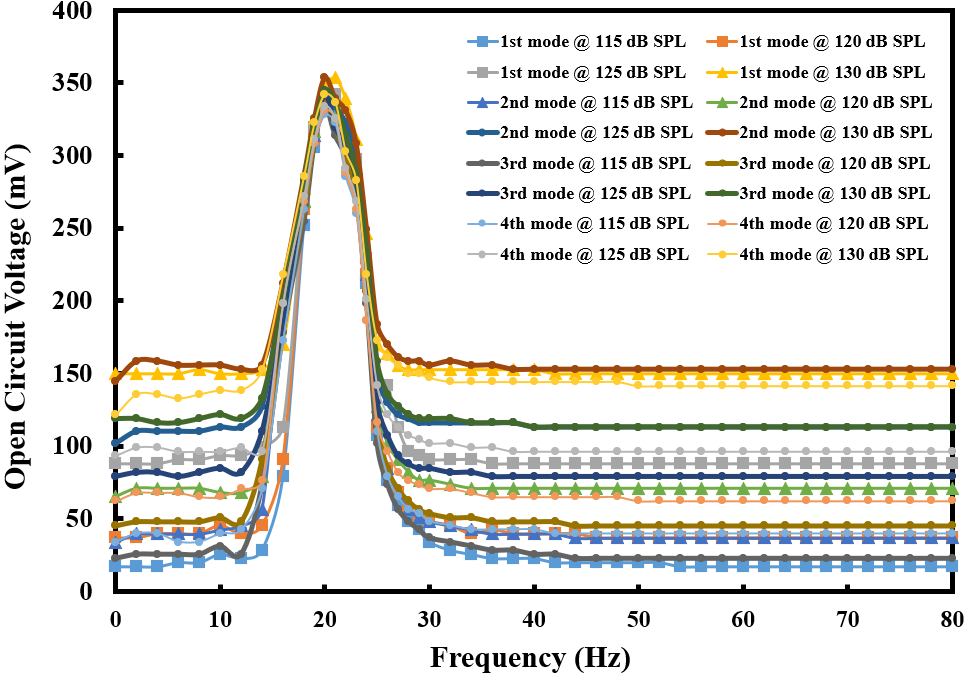 400
350
300
250
200
150
100
50
0
Open Circuit Voltage (mV)
1st mode @ 115 dB SPL 1st mode @ 120 dB SPL
1st mode @ 125 dB SPL 1st mode @ 130 dB SPL
2nd mode @ 115 dB SPL 2nd mode @ 120 dB SPL
2nd mode @ 125 dB SPL 2nd mode @ 130 dB SPL
3rd mode @ 115 dB SPL 3rd mode @ 120 dB SPL
3rd mode @ 125 dB SPL 3rd mode @ 130 dB SPL
4th mode @ 115 dB SPL 4th mode @ 120 dB SPL
4th mode @ 125 dB SPL 4th mode @ 130 dB SPL
0 10 20 30 40 50 60 70 80
Frequency (Hz)